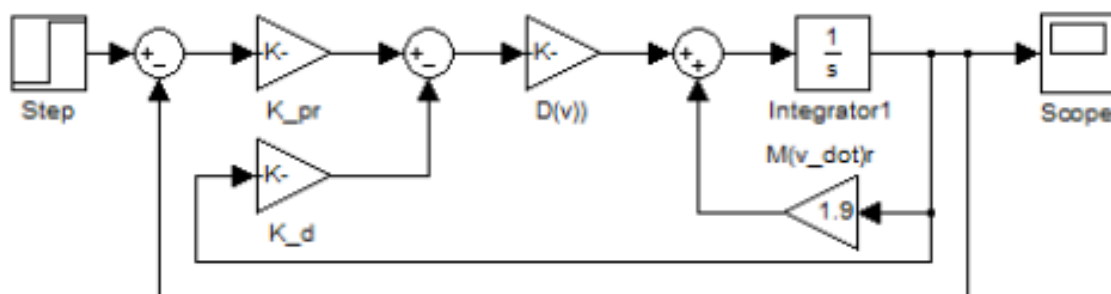 +
−
-K-
+
−
-K-
+
+
1
s
Step
K_pr
D(v))
Integrator1
Scope
-K-
K_d
M(v_dot)r
1.9